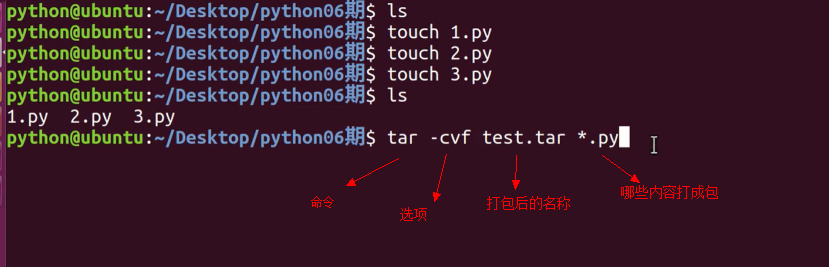 python@ubuntu:~/Desktop/python06期$ ls
python@ubuntu:~/Desktop/python06期$ touch 1.py
python@ubuntu:~/Desktop/python06期$ touch 2.py
python@ubuntu:~/Desktop/python06期$ touch 3.py
python@ubuntu:~/Desktop/python06期$ ls
1.py  2.py  3.py
python@ubuntu:~/Desktop/python06期$ tar -cvf test.tar *.py
命令 选项 打包后的名称 哪些内容打成包